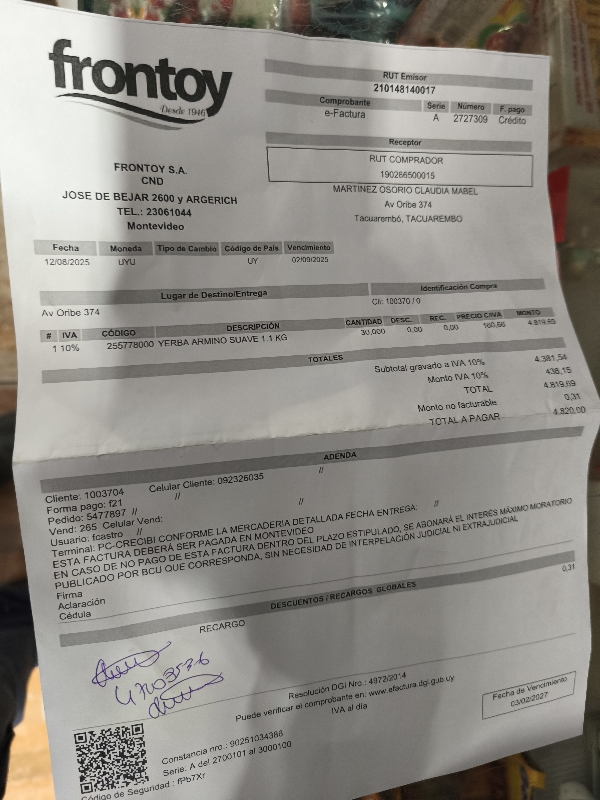 frontoy
Desde 1946
RUT Emisor
210148140017
Comprobante Serie Número F. pago
e-Factura A 2727309 Crédito
Receptor
RUT COMPRADOR
190266500015
MARTINEZ OSORIO CLAUDIA MABEL
Av Oribe 374
Tacuarembó, TACUAREMBO
FRONTOY S.A.
CND
JOSE DE BEJAR 2600 y ARGERICH
TEL.: 23061044
Montevideo
Fecha Moneda Tipo de Cambio Código de País Vencimiento
12/08/2025 UYU UY 02/09/2025
Lugar de Destino/Entrega Identificación Compra
Av Oribe 374 Cli: 100370 / 0
# IVA CÓDIGO DESCRIPCIÓN CANTIDAD DESC. REC. PRECIO C/IVA MONTO
1 10% 255778000 YERBA ARMINO SUAVE 1.1 KG 30,000 0,00 0,00 160,66 4.819,69
TOTALES
Subtotal gravado a IVA 10% 4.381,54
Monto IVA 10% 438,15
TOTAL 4.819,69
Monto no facturable 0,31
TOTAL A PAGAR 4.820,00
ADENDA
Cliente: 1003704 Celular Cliente: 092326035 //
Forma pago: f21 //
Pedido: 5477897 // //
Vend: 265 Celular Vend:
Usuario: fcastro //
Terminal: PC-CRECIBI CONFORME LA MERCADERIA DETALLADA FECHA ENTREGA: //
ESTA FACTURA DEBERÁ SER PAGADA EN MONTEVIDEO
EN CASO DE NO PAGO DE ESTA FACTURA DENTRO DEL PLAZO ESTIPULADO, SE ABONARÁ EL INTERÉS MÁXIMO MORATORIO
PUBLICADO POR BCU QUE CORRESPONDA, SIN NECESIDAD DE INTERPELACIÓN JUDICIAL NI EXTRAJUDICIAL
Firma
Aclaración
Cédula
DESCUENTOS / RECARGOS GLOBALES
RECARGO 0,31
Resolución DGI Nro.: 4972/2014
Puede verificar el comprobante en: www.efactura.dgi.gub.uy
IVA al día
Fecha de Vencimiento
03/02/2027
Constancia nro.: 90251034388
Serie: A del 2700101 al 3000100
Código de Seguridad : fPb7Xr